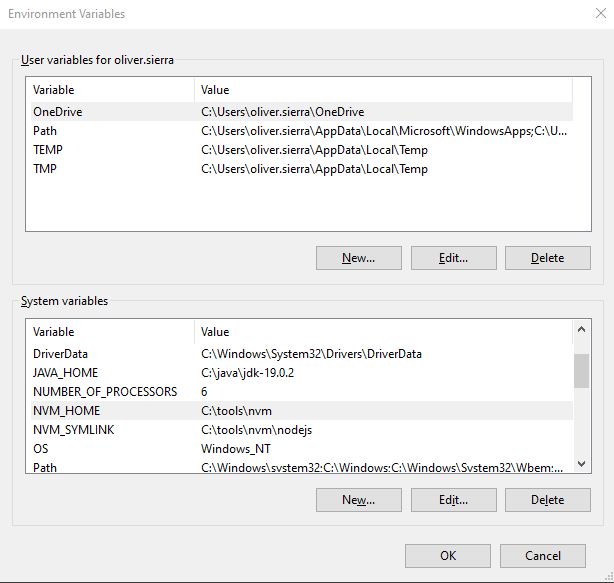 Environment Variables
User variables for oliver.sierra
Variable Value
OneDrive C:\Users\oliver.sierra\OneDrive
Path C:\Users\oliver.sierra\AppData\Local\Microsoft\WindowsApps;C:\U...
TEMP C:\Users\oliver.sierra\AppData\Local\Temp
TMP C:\Users\oliver.sierra\AppData\Local\Temp
New... Edit... Delete
System variables
Variable Value
DriverData C:\Windows\System32\Drivers\DriverData
JAVA_HOME C:\java\jdk-19.0.2
NUMBER_OF_PROCESSORS 6
NVM_HOME C:\tools\nvm
NVM_SYMLINK C:\tools\nvm\nodejs
OS Windows_NT
Path C:\Windows\system32;C:\Windows;C:\Windows\System32\Wbem;...
New... Edit... Delete
OK Cancel